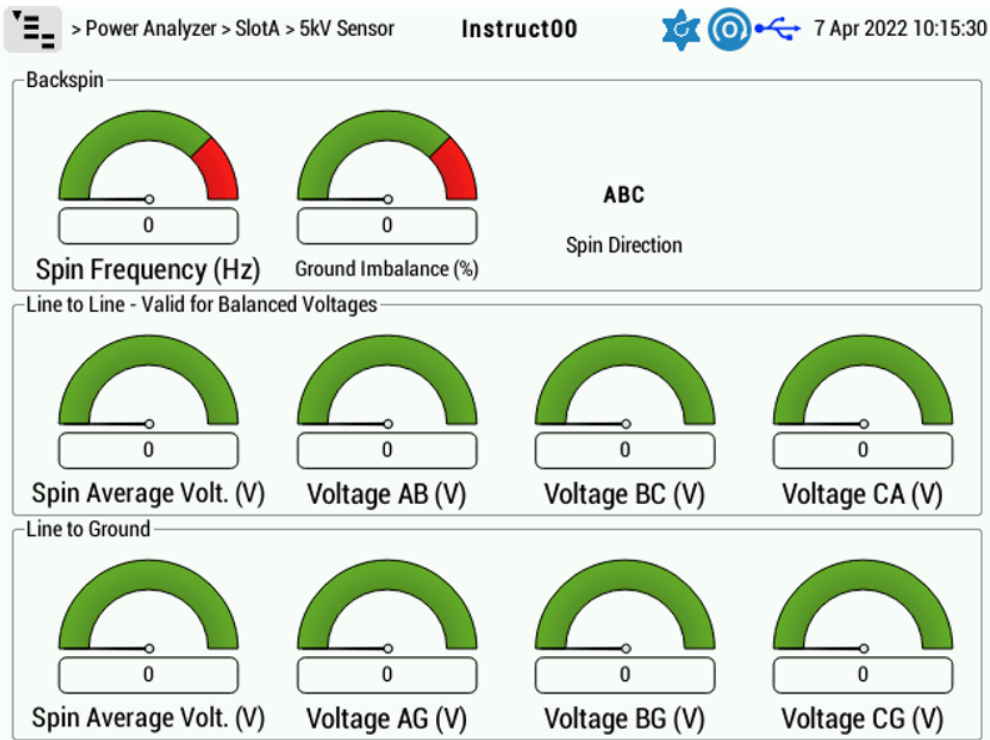 > Power Analyzer > SlotA > 5kV Sensor Instruct00 7 Apr 2022 10:15:30
Backspin
ABC
0 0
Spin Direction
Spin Frequency (Hz) Ground Imbalance (%)
Line to Line - Valid for Balanced Voltages
0 0 0 0
Spin Average Volt. (V) Voltage AB (V) Voltage BC (V) Voltage CA (V)
Line to Ground
0 0 0 0
Spin Average Volt. (V) Voltage AG (V) Voltage BG (V) Voltage CG (V)